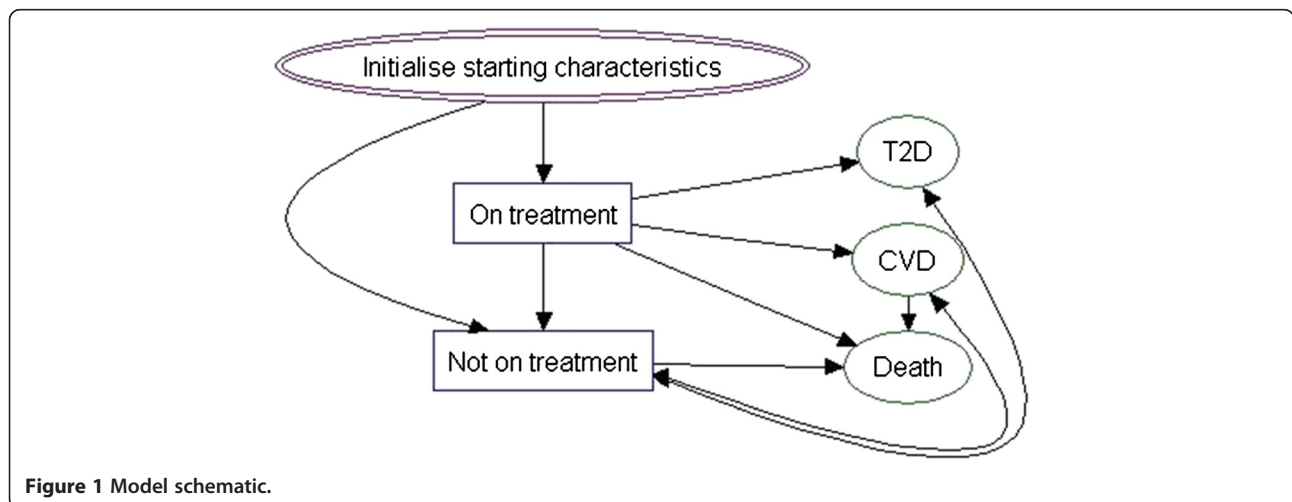 Initialise starting characteristics
T2D
On treatment
CVD
Not on treatment
Death
Figure 1 Model schematic.